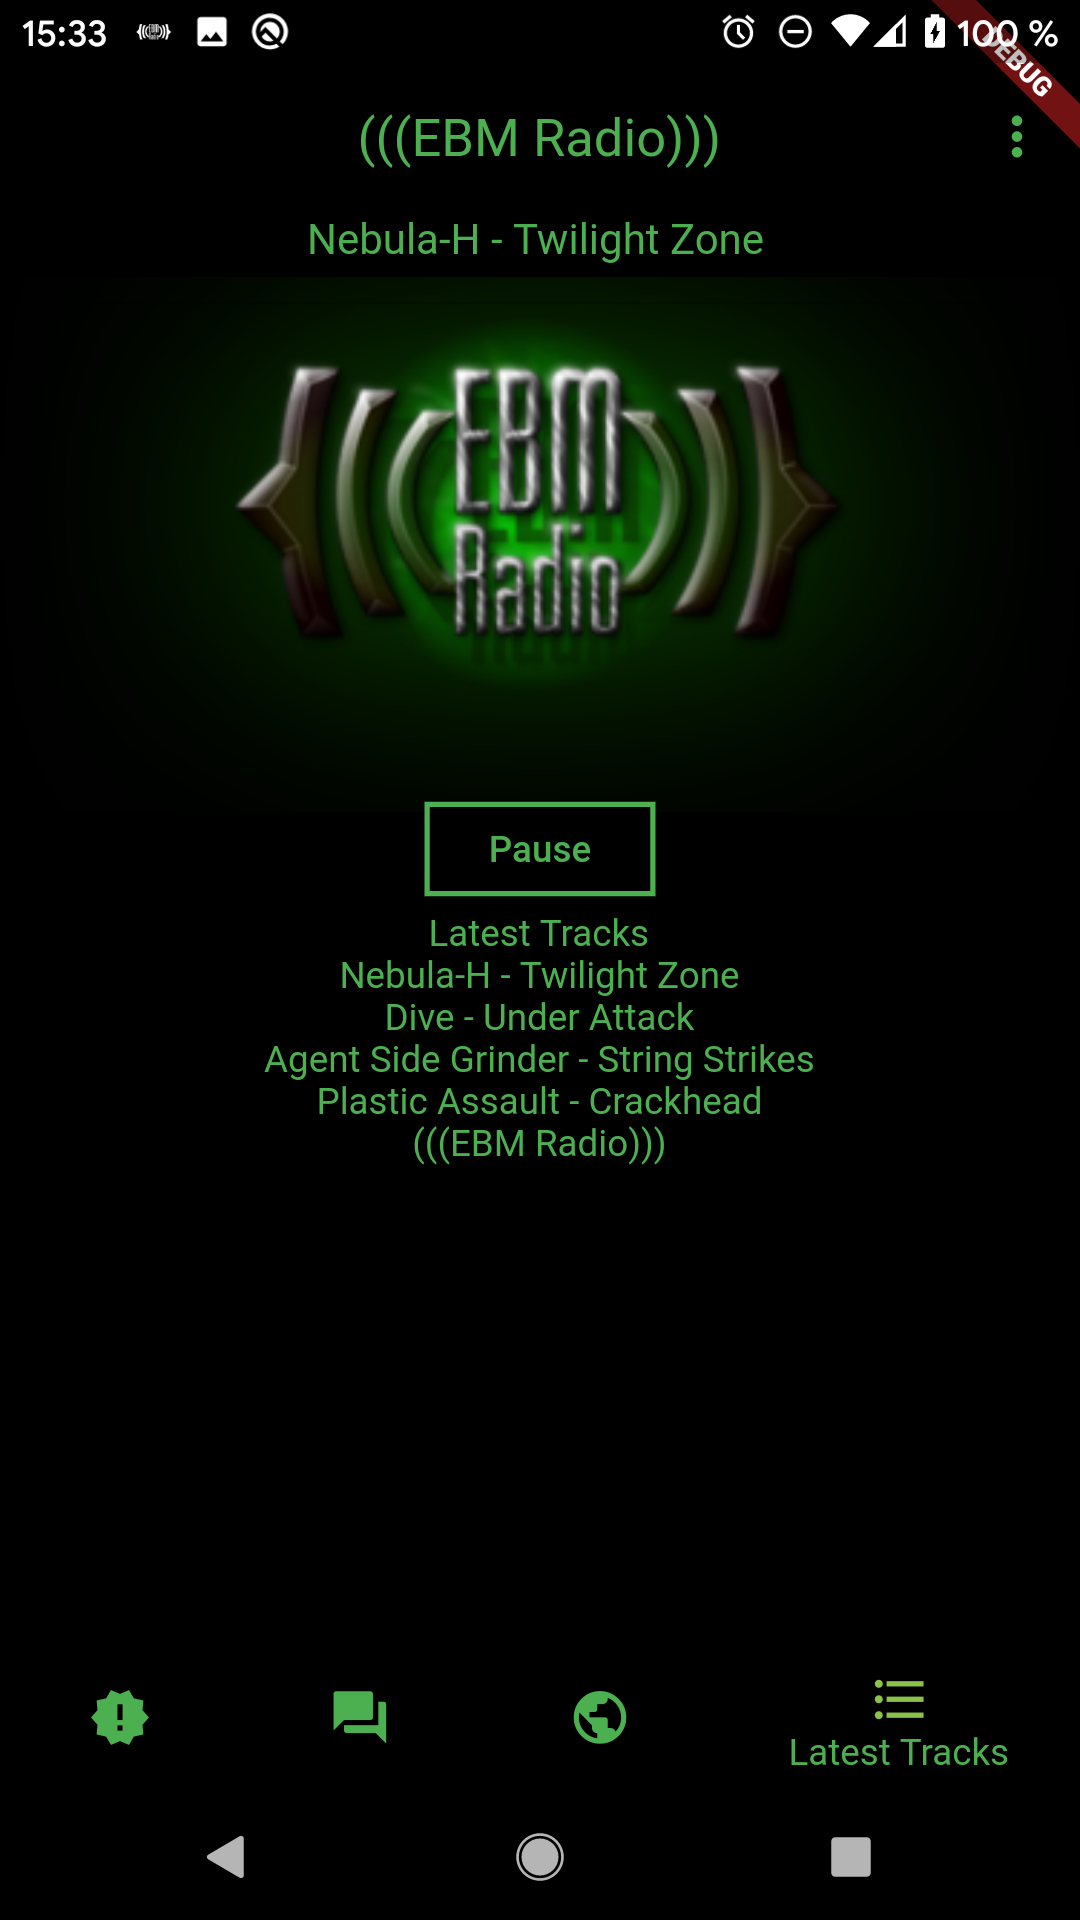 15:33
100 %
DEBUG
(((EBM Radio)))
Nebula-H - Twilight Zone
EBM
Radio
Pause
Latest Tracks
Nebula-H - Twilight Zone
Dive - Under Attack
Agent Side Grinder - String Strikes
Plastic Assault - Crackhead
(((EBM Radio)))
Latest Tracks